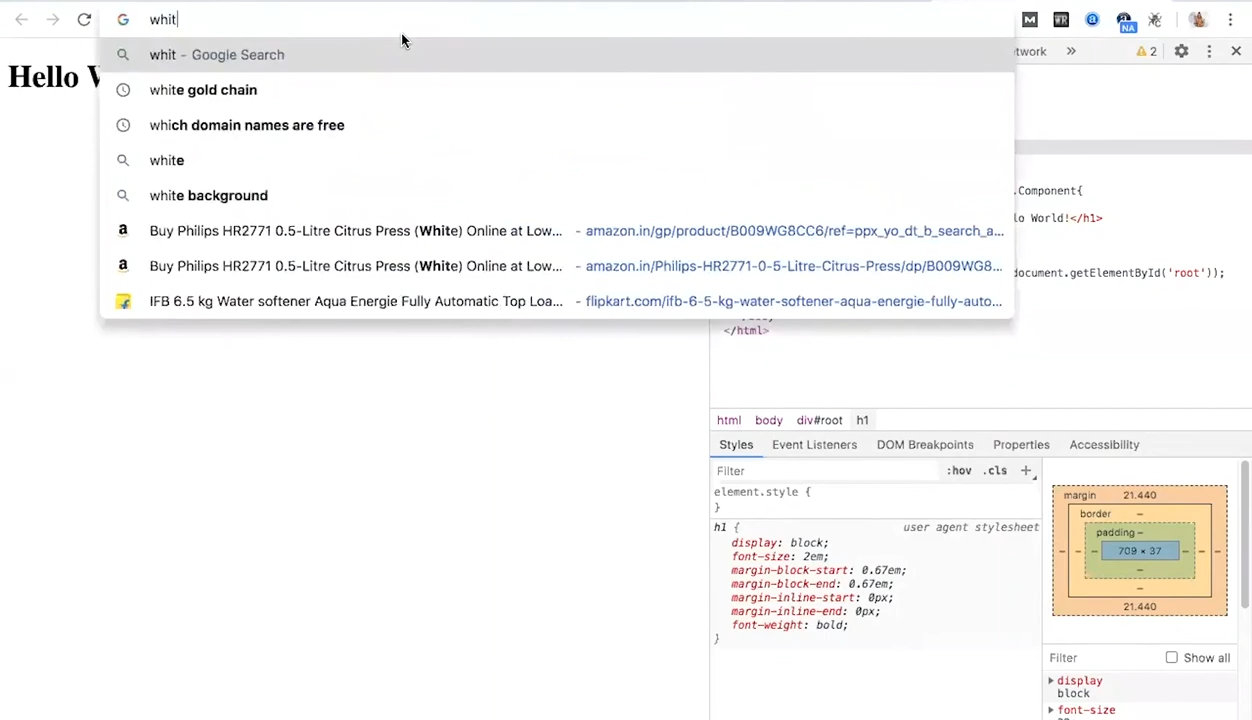 whit
NA
whit - Google Search
twork » 2
Hello W
white gold chain
which domain names are free
white
white background
Buy Philips HR2771 0.5-Litre Citrus Press (White) Online at Low... - amazon.in/gp/product/B009WG8CC6/ref=ppx_yo_dt_b_search_a...
Buy Philips HR2771 0.5-Litre Citrus Press (White) Online at Low... - amazon.in/Philips-HR2771-0-5-Litre-Citrus-Press/dp/B009WG8...
IFB 6.5 kg Water softener Aqua Energie Fully Automatic Top Loa... - flipkart.com/ifb-6-5-kg-water-softener-aqua-energie-fully-auto...
.Component{
lo World!</h1>
document.getElementById('root'));
</html>
html body div#root h1
Styles Event Listeners DOM Breakpoints Properties Accessibility
Filter :hov .cls +
element.style {
}
h1 { user agent stylesheet
display: block;
font-size: 2em;
margin-block-start: 0.67em;
margin-block-end: 0.67em;
margin-inline-start: 0px;
margin-inline-end: 0px;
font-weight: bold;
}
margin 21.440
border –
padding –
– – – 709 × 37 – – –
–
–
21.440
Filter Show all
display
block
font-size